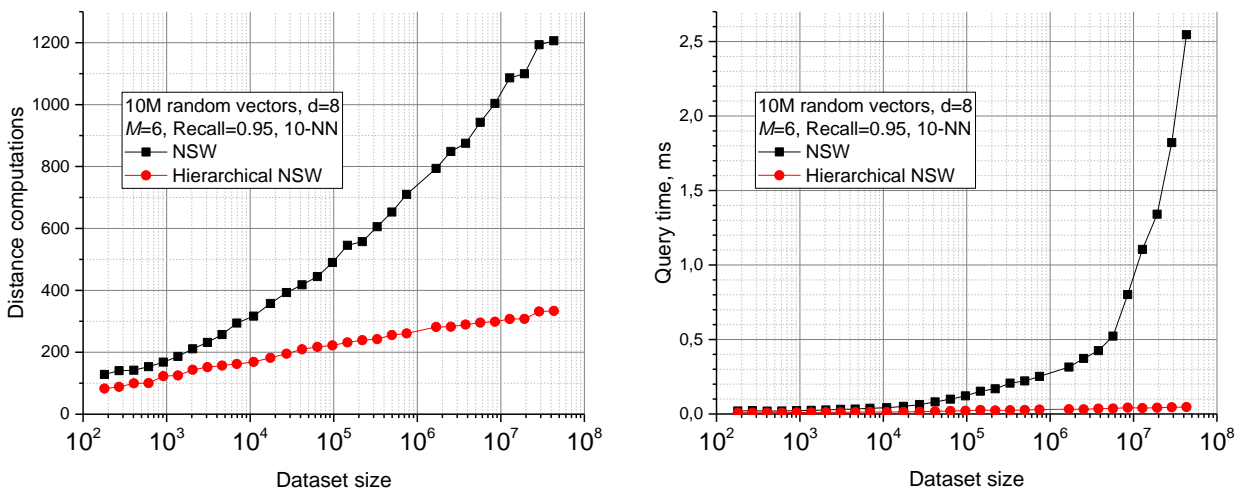 1200
1000
800
600
400
200
0
Distance computations
10M random vectors, d=8
M=6, Recall=0.95, 10-NN
NSW
Hierarchical NSW
10² 10³ 10⁴ 10⁵ 10⁶ 10⁷ 10⁸
Dataset size
2,5
2,0
1,5
1,0
0,5
0,0
Query time, ms
10M random vectors, d=8
M=6, Recall=0.95, 10-NN
NSW
Hierarchical NSW
10² 10³ 10⁴ 10⁵ 10⁶ 10⁷ 10⁸
Dataset size